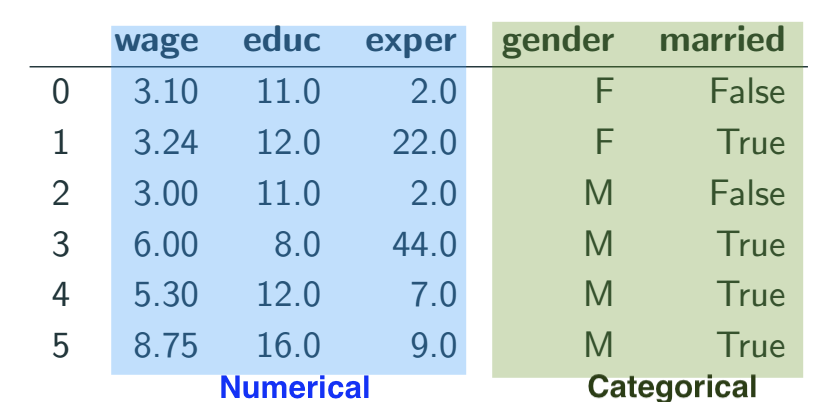 wage educ exper gender married
0 3.10 11.0 2.0 F False
1 3.24 12.0 22.0 F True
2 3.00 11.0 2.0 M False
3 6.00 8.0 44.0 M True
4 5.30 12.0 7.0 M True
5 8.75 16.0 9.0 M True
Numerical Categorical